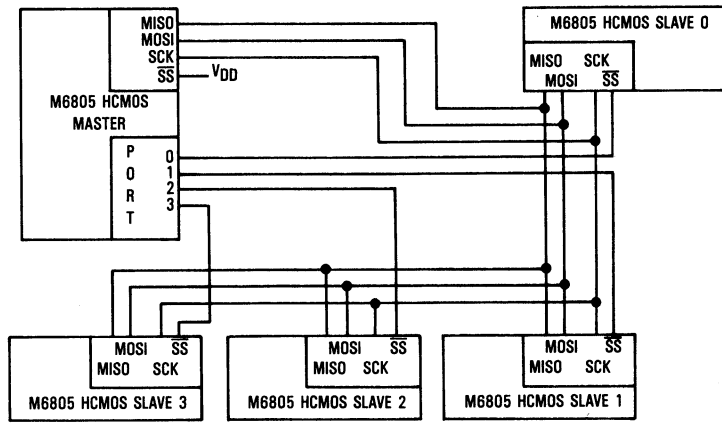 MISO
MOSI
SCK
SS
VDD
M6805 HCMOS
MASTER
P
O
R
T
0
1
2
3
M6805 HCMOS SLAVE 0
MISO SCK
MOSI SS
MOSI SS
MISO SCK
M6805 HCMOS SLAVE 3
MOSI SS
MISO SCK
M6805 HCMOS SLAVE 2
MOSI SS
MISO SCK
M6805 HCMOS SLAVE 1